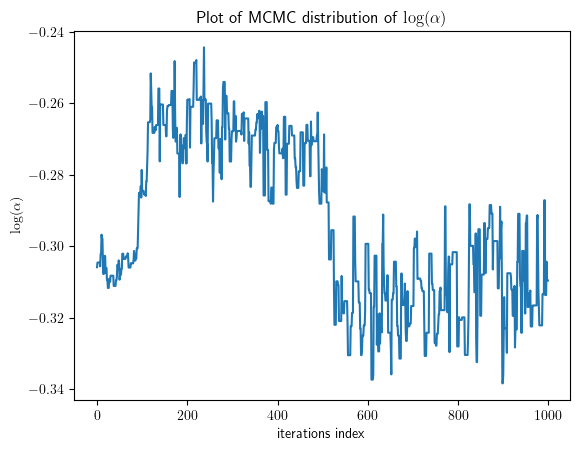 Plot of MCMC distribution of log(α)
−0.24
−0.26
−0.28
−0.30
−0.32
−0.34
log(α)
0 200 400 600 800 1000
iterations index